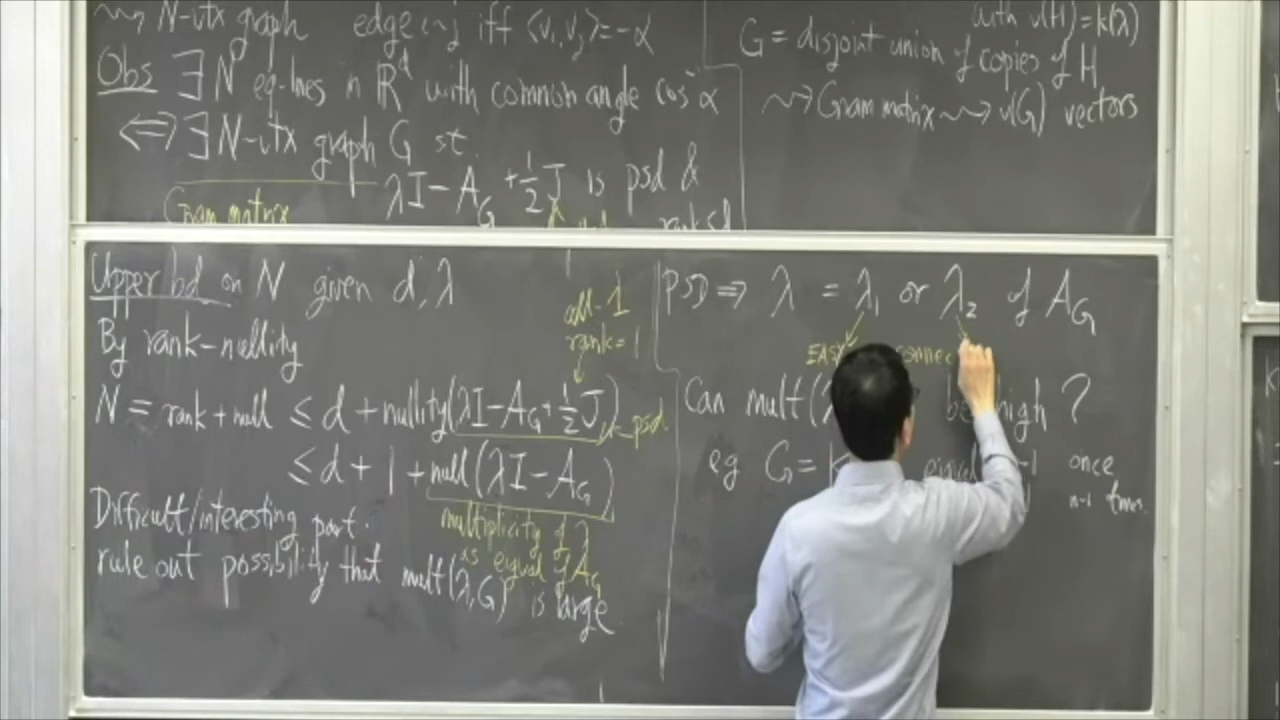 ⇝ N-vtx graph edge ij iff ⟨v_i, v_j⟩ = -α
Obs ∃ N eq-lines in ℝ^d with common angle cos⁻¹α
⟺ ∃ N-vtx graph G st
λI - A_G + ½J is psd &
Gram matrix
rank ≤ d
with v(H) = k(λ)
G = disjoint union of copies of H
⇝ Gram matrix ⇝ v(G) vectors
Upper bd on N given d, λ
By rank-nullity
all-1
rank = 1
N = rank + null ≤ d + nullity(λI - A_G + ½J) psd
≤ d + 1 + null(λI - A_G)
multiplicity of λ
as eigval of A_G
Difficult/interesting part:
rule out possibility that mult(λ, G) is large
PSD ⇒ λ = λ₁ or λ₂ of A_G
EASY
Can mult(λ be high ?
eg G = K eigval -1 once
n-1 times